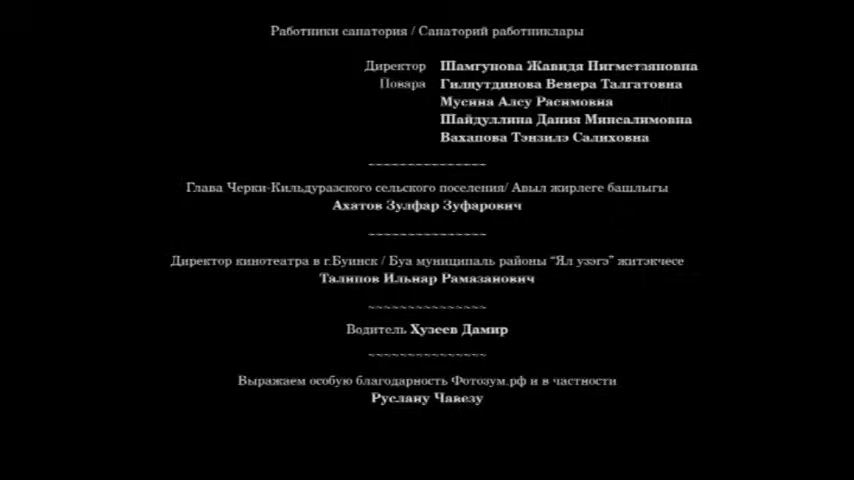 Работники санатория / Санаторий работниклары
Директор Шамгунова Жавидя Нигметзяновна
Повара Гиляутдинова Венера Талгатовна
Мусина Алсу Расимовна
Шайдуллина Дания Минсалимовна
Вахапова Тэнзилэ Салиховна
~~~~~~~~~~~~~~~
Глава Черки-Кильдуразского сельского поселения/ Авыл жирлеге башлыгы
Ахатов Зулфар Зуфарович
~~~~~~~~~~~~~~~
Директор кинотеатра в г.Буинск / Буа муниципаль районы “Ял узэгэ” житэкчесе
Талипов Ильнар Рамазанович
~~~~~~~~~~~~~~~
Водитель Хузеев Дамир
~~~~~~~~~~~~~~~
Выражаем особую благодарность Фотозум.рф и в частности
Руслану Чавезу